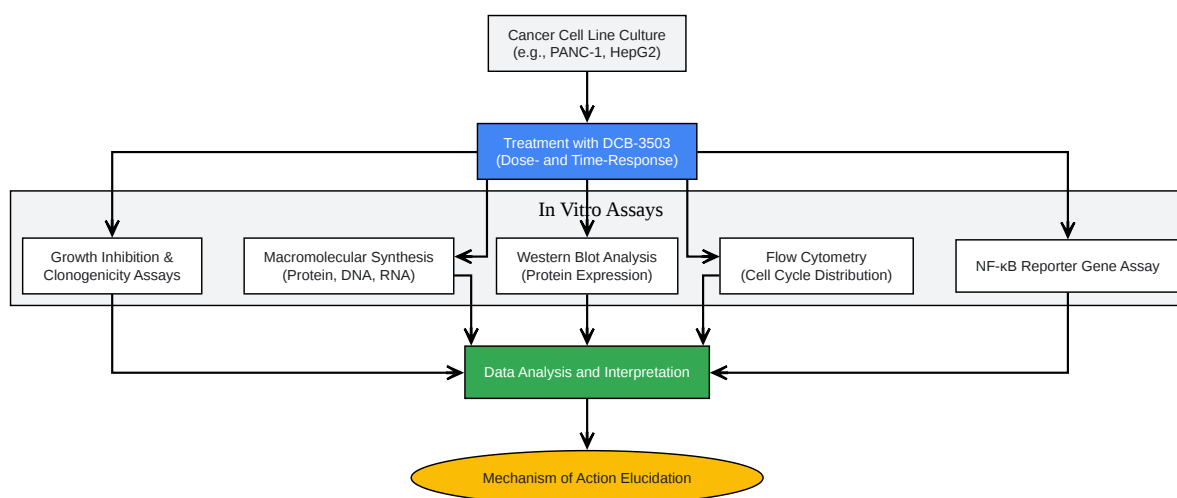 Cancer Cell Line Culture
(e.g., PANC-1, HepG2)
Treatment with DCB-3503
(Dose- and Time-Response)
In Vitro Assays
Growth Inhibition &
Clonogenicity Assays
Macromolecular Synthesis
(Protein, DNA, RNA)
Western Blot Analysis
(Protein Expression)
Flow Cytometry
(Cell Cycle Distribution)
NF-κB Reporter Gene Assay
Data Analysis and Interpretation
Mechanism of Action Elucidation